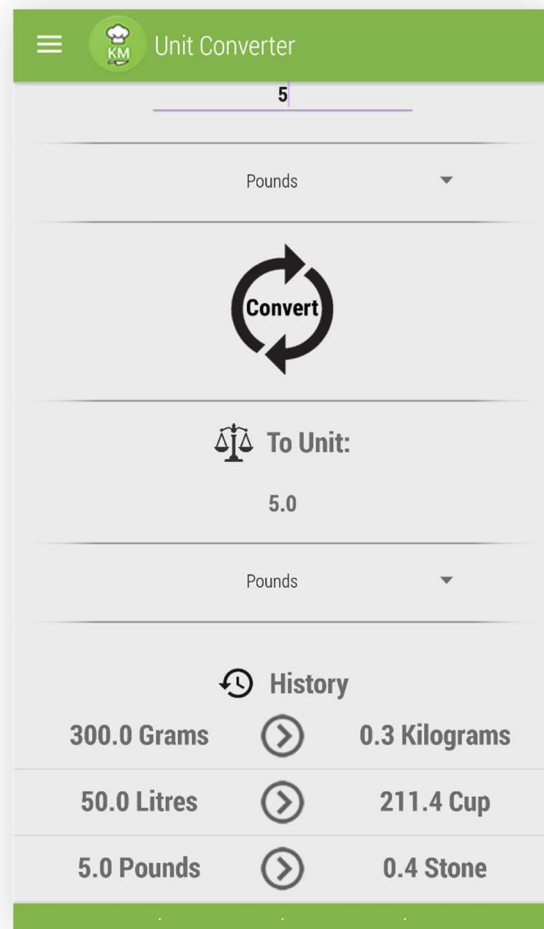 KM
Unit Converter
5
Pounds
Convert
To Unit:
5.0
Pounds
History
300.0 Grams 0.3 Kilograms
50.0 Litres 211.4 Cup
5.0 Pounds 0.4 Stone